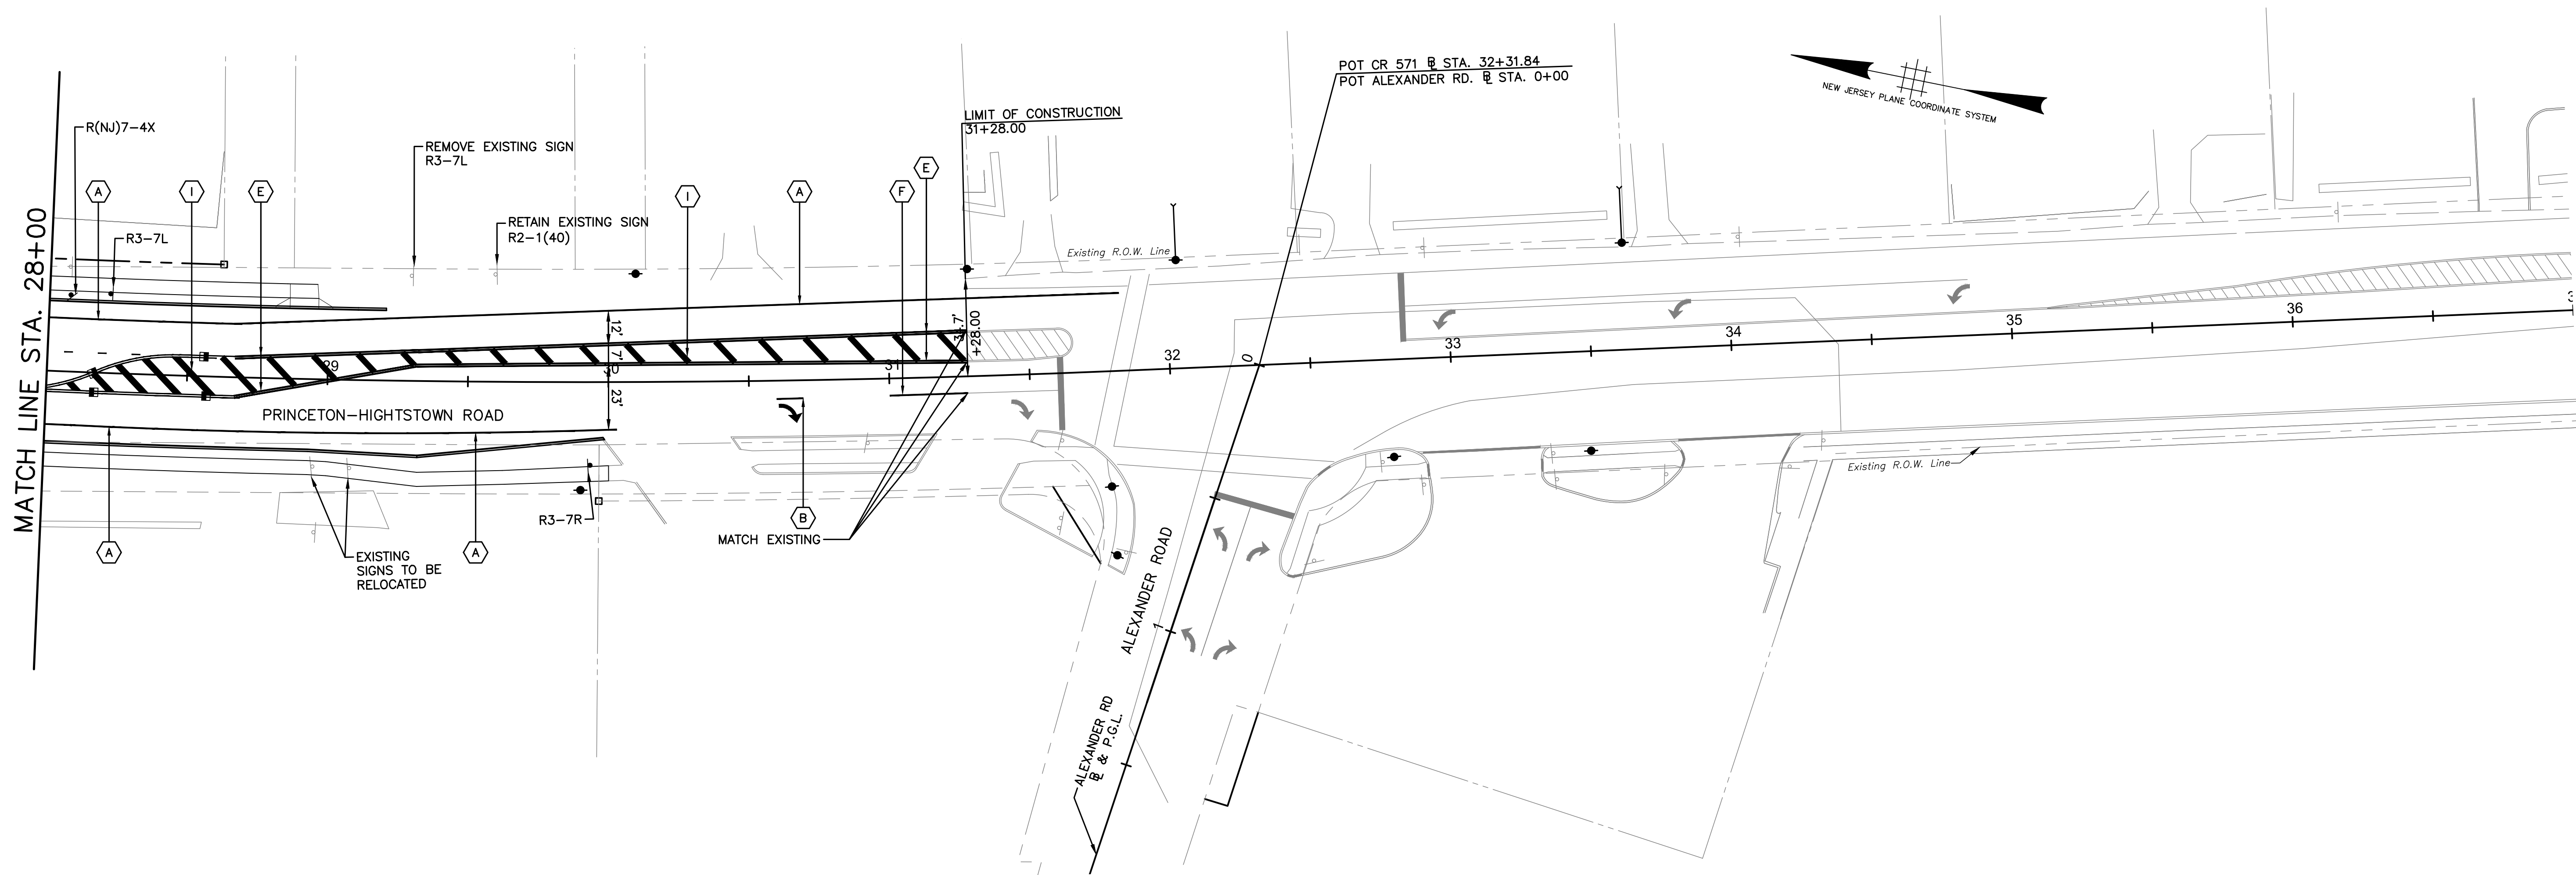 MATCH LINE STA. 28+00
R(NJ)7-4X
A
I
E
R3-7L
REMOVE EXISTING SIGN
R3-7L
RETAIN EXISTING SIGN
R2-1(40)
I
A
F
E
LIMIT OF CONSTRUCTION
31+28.00
Existing R.O.W. Line
POT CR 571 BL STA. 32+31.84
POT ALEXANDER RD. BL STA. 0+00
NEW JERSEY PLANE COORDINATE SYSTEM
12'
7'
23'
+28.00
29
30
31
32
0
33
34
35
36
PRINCETON-HIGHTSTOWN ROAD
A
A
B
EXISTING
SIGNS TO BE
RELOCATED
R3-7R
MATCH EXISTING
Existing R.O.W. Line
ALEXANDER ROAD
1
ALEXANDER RD
BL & P.G.L.